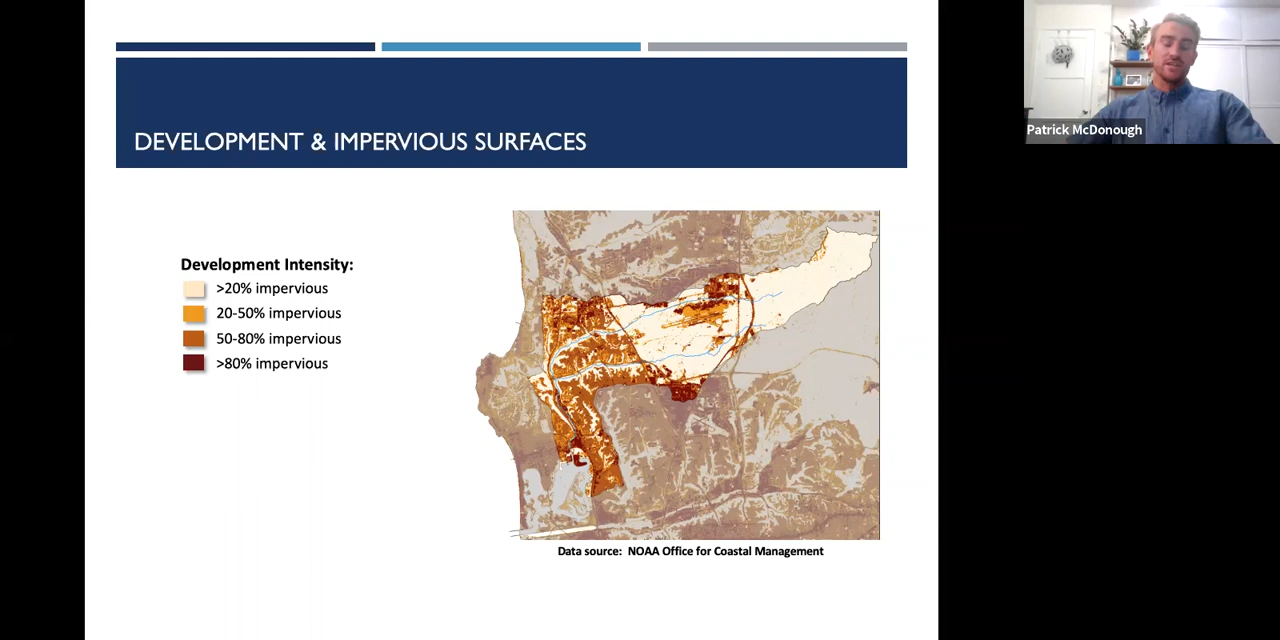 DEVELOPMENT & IMPERVIOUS SURFACES
Development Intensity:
>20% impervious
20-50% impervious
50-80% impervious
>80% impervious
Data source: NOAA Office for Coastal Management
Patrick McDonough